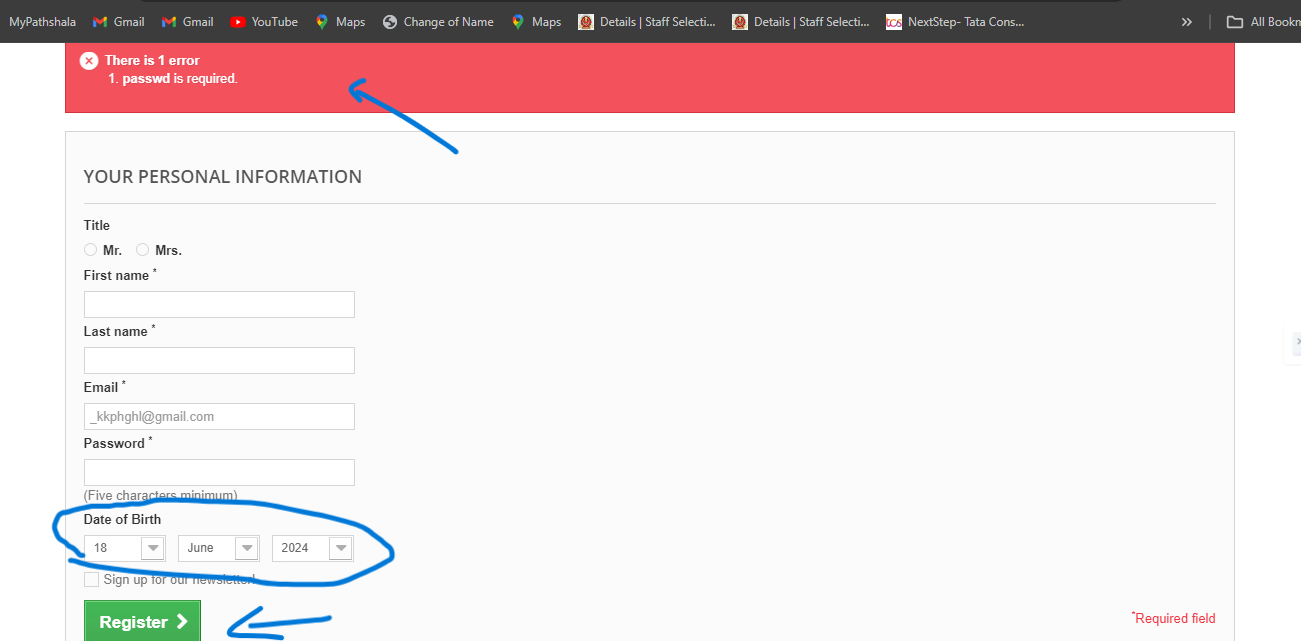 MyPathshala Gmail Gmail YouTube Maps Change of Name Maps Details | Staff Selecti... Details | Staff Selecti... tcs NextStep- Tata Cons... » All Bookm
There is 1 error
1. passwd is required.
YOUR PERSONAL INFORMATION
Title
Mr. Mrs.
First name *
Last name *
Email *
_kkphghl@gmail.com
Password *
(Five characters minimum)
Date of Birth
18 June 2024
Sign up for our newsletter!
Register
*Required field